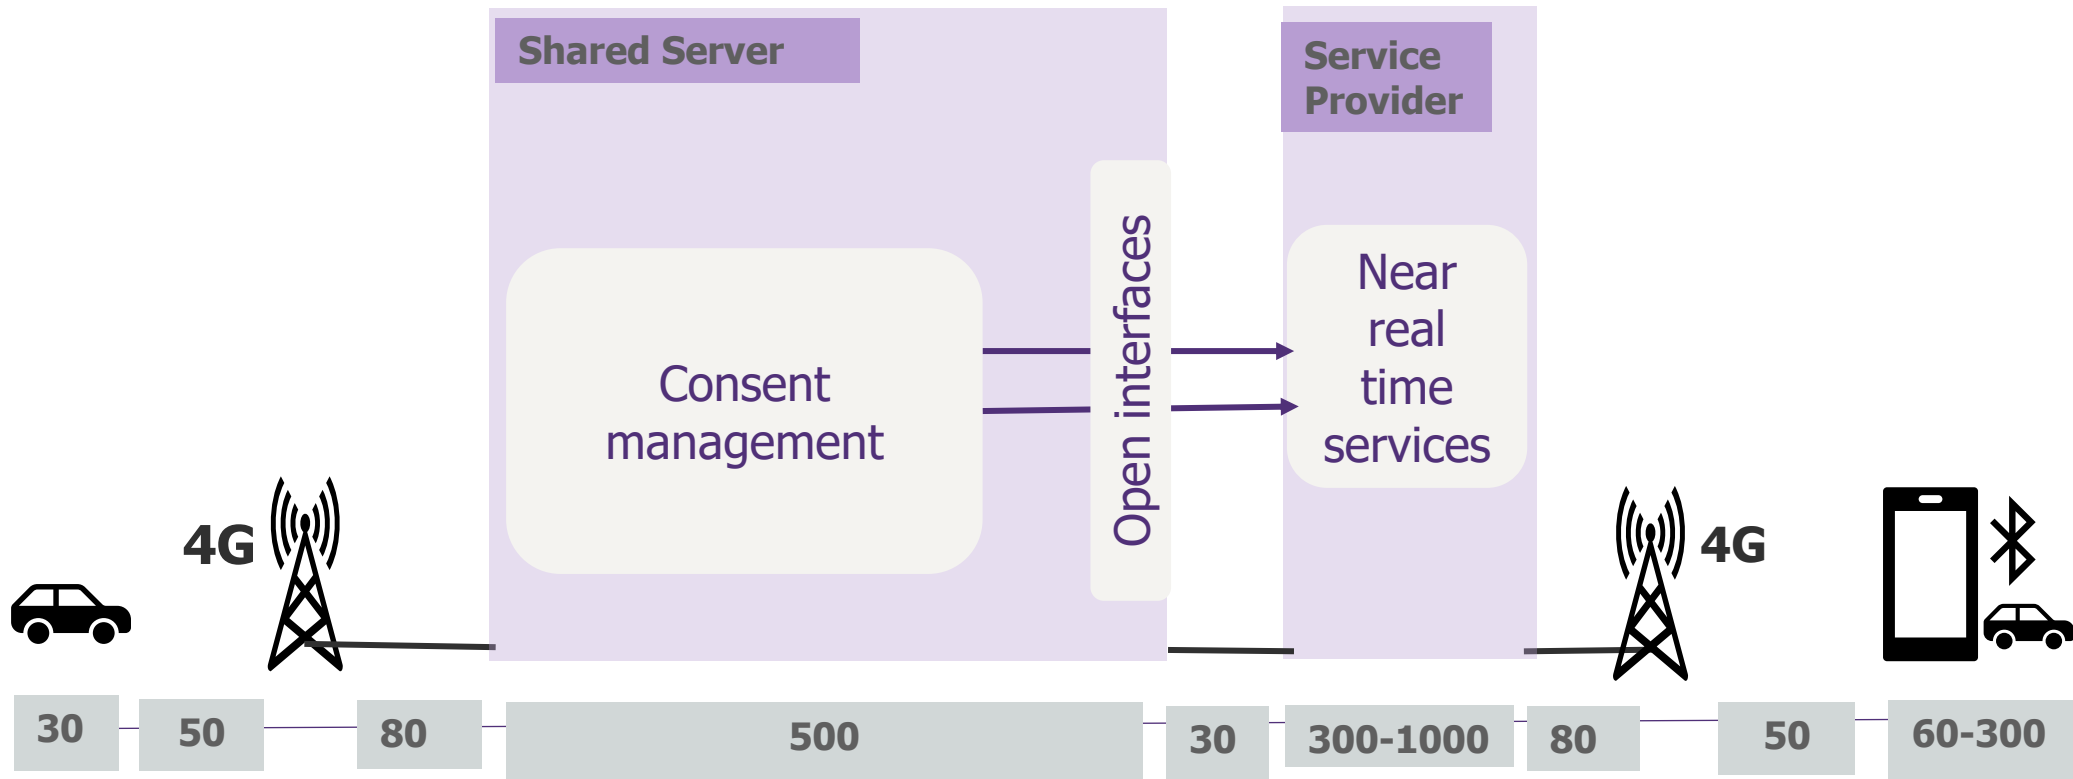 Shared Server
Service
Provider
Consent
management
Open interfaces
Near
real
time
services
4G
4G
30
50
80
500
30
300-1000
80
50
60-300